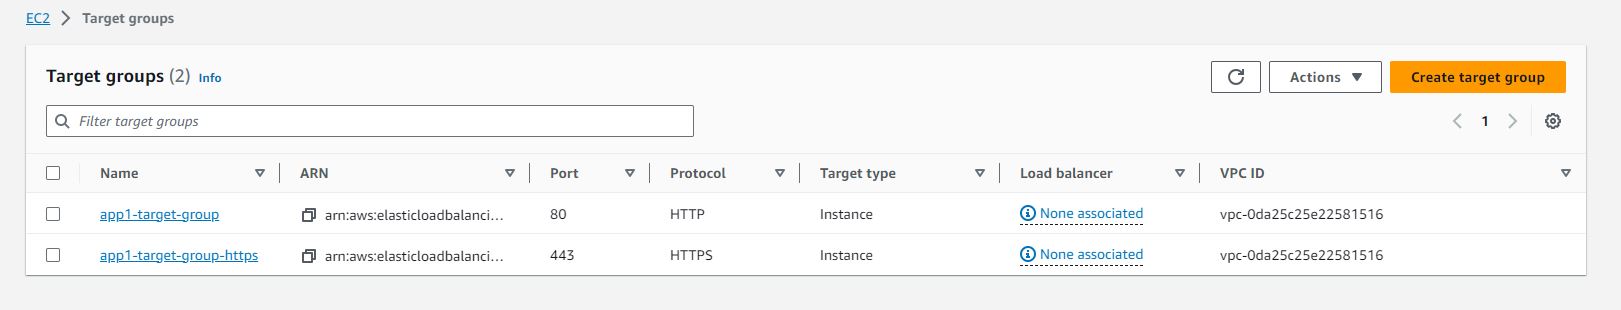 EC2 > Target groups
Target groups (2) Info
Actions
Create target group
Filter target groups
1
Name ARN Port Protocol Target type Load balancer VPC ID
app1-target-group arn:aws:elasticloadbalanci... 80 HTTP Instance None associated vpc-0da25c25e22581516
app1-target-group-https arn:aws:elasticloadbalanci... 443 HTTPS Instance None associated vpc-0da25c25e22581516